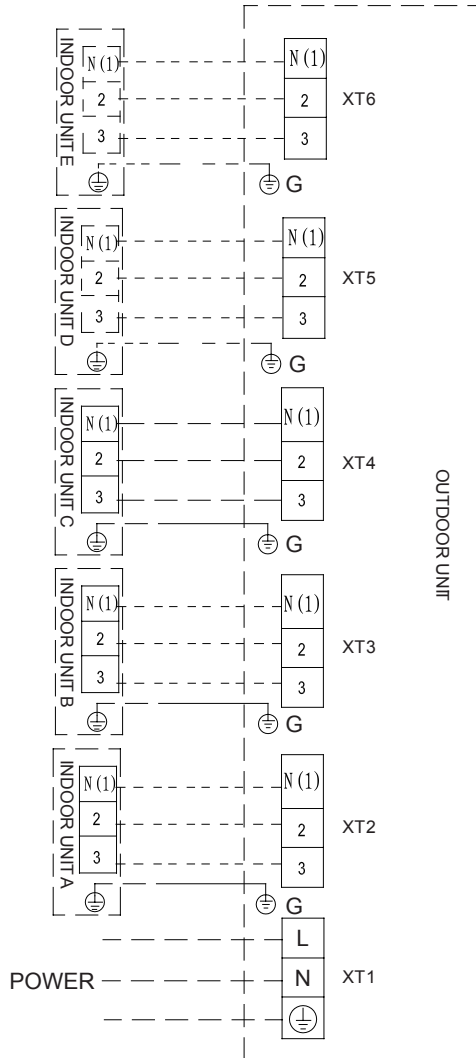 INDOOR UNIT E
N(1)
2
3
N(1)
2
3
XT6
G
INDOOR UNIT D
N(1)
2
3
N(1)
2
3
XT5
G
INDOOR UNIT C
N(1)
2
3
N(1)
2
3
XT4
G
OUTDOOR UNIT
INDOOR UNIT B
N(1)
2
3
N(1)
2
3
XT3
G
INDOOR UNIT A
N(1)
2
3
N(1)
2
3
XT2
G
POWER
L
N
XT1